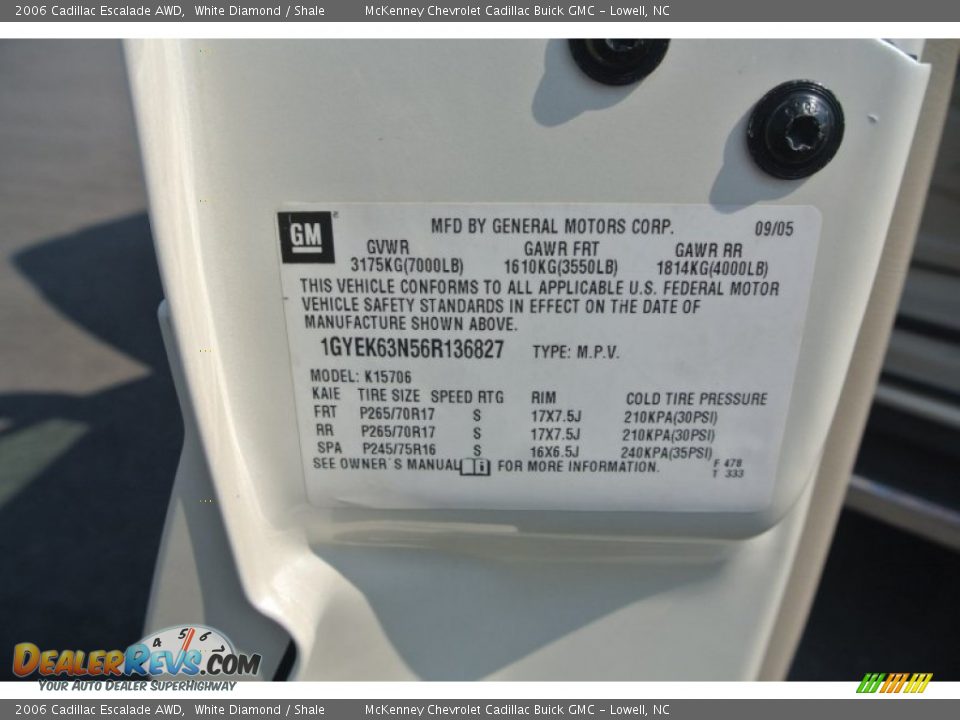 2006 Cadillac Escalade AWD, White Diamond / Shale McKenney Chevrolet Cadillac Buick GMC - Lowell, NC
GM
MFD BY GENERAL MOTORS CORP. 09/05
GVWR GAWR FRT GAWR RR
3175KG(7000LB) 1610KG(3550LB) 1814KG(4000LB)
THIS VEHICLE CONFORMS TO ALL APPLICABLE U.S. FEDERAL MOTOR
VEHICLE SAFETY STANDARDS IN EFFECT ON THE DATE OF
MANUFACTURE SHOWN ABOVE.
1GYEK63N56R136827 TYPE: M.P.V.
MODEL: K15706
KAIE TIRE SIZE SPEED RTG RIM COLD TIRE PRESSURE
FRT P265/70R17 S 17X7.5J 210KPA(30PSI)
RR P265/70R17 S 17X7.5J 210KPA(30PSI)
SPA P245/75R16 S 16X6.5J 240KPA(35PSI)
SEE OWNER'S MANUAL i FOR MORE INFORMATION.
F 478
T 333
4 5 6 7
DEALERREVS.COM
YOUR AUTO DEALER SUPERHIGHWAY
2006 Cadillac Escalade AWD, White Diamond / Shale McKenney Chevrolet Cadillac Buick GMC - Lowell, NC